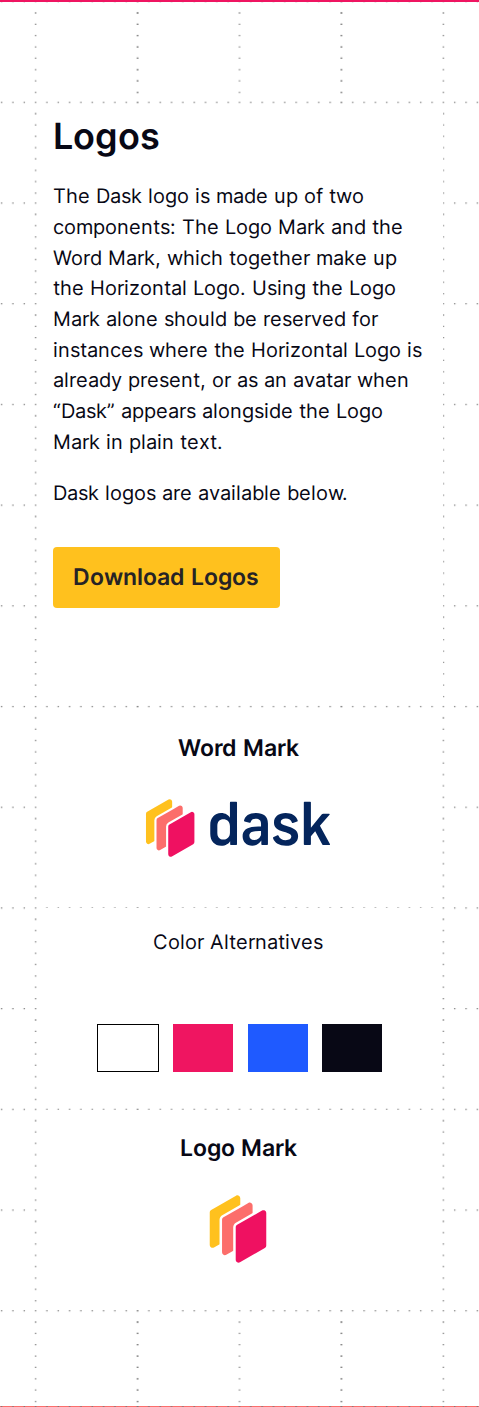 Logos
The Dask logo is made up of two
components: The Logo Mark and the
Word Mark, which together make up
the Horizontal Logo. Using the Logo
Mark alone should be reserved for
instances where the Horizontal Logo is
already present, or as an avatar when
“Dask” appears alongside the Logo
Mark in plain text.
Dask logos are available below.
Download Logos
Word Mark
dask
Color Alternatives
Logo Mark